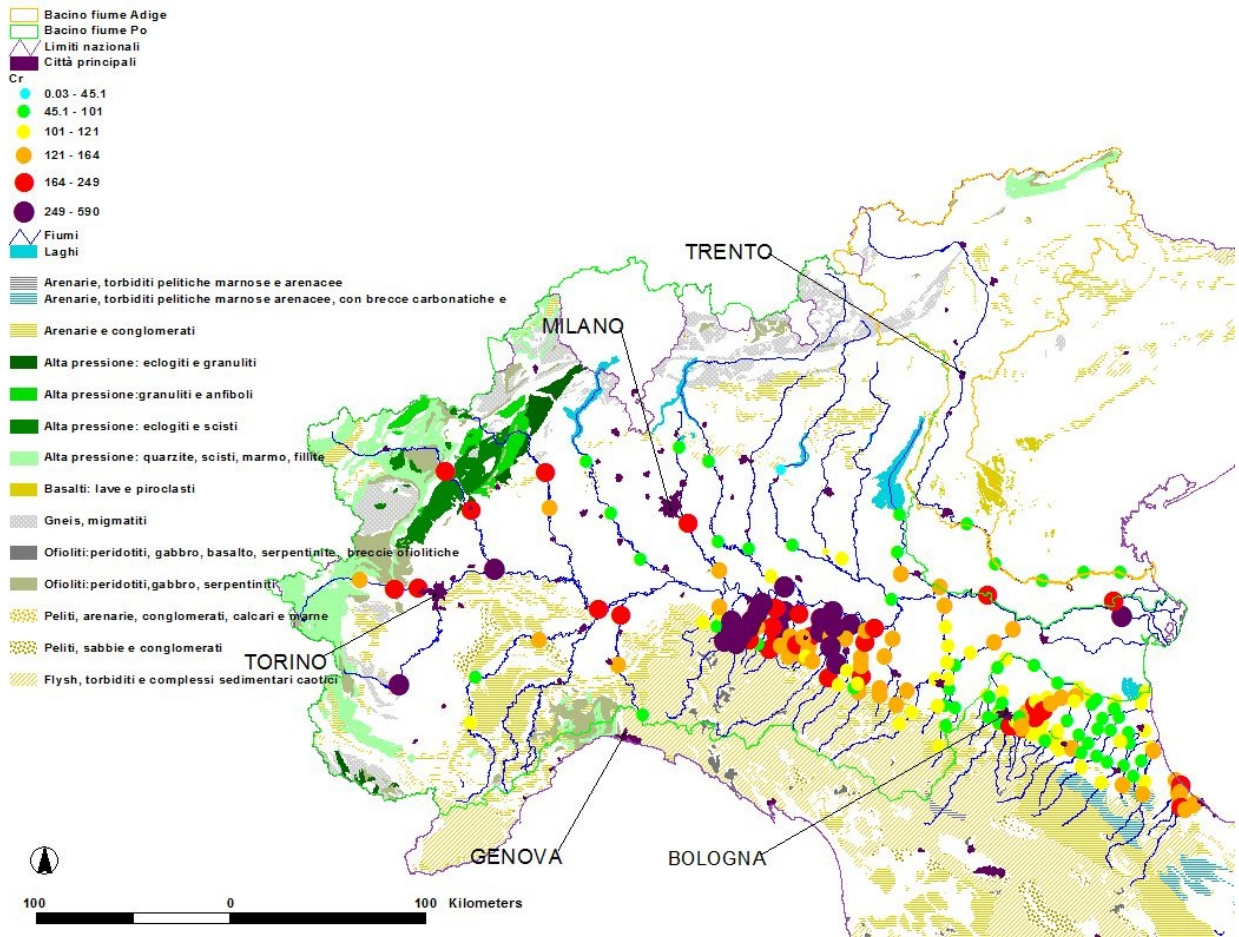 Bacino fiume Adige
Bacino fiume Po
Limiti nazionali
Città principali
Cr
0.03 - 45.1
45.1 - 101
101 - 121
121 - 164
164 - 249
249 - 590
Fiumi
Laghi
Arenarie, torbiditi pelitiche marnose e arenacee
Arenarie, torbiditi pelitiche marnose arenacee, con brecce carbonatiche e
Arenarie e conglomerati
Alta pressione: eclogiti e granuliti
Alta pressione:granuliti e anfiboli
Alta pressione: eclogiti e scisti
Alta pressione: quarzite, scisti, marmo, fillite
Basalti: lave e piroclasti
Gneis, migmatiti
Ofioliti:peridotiti, gabbro, basalto, serpentinite, breccie ofiolitiche
Ofioliti:peridotiti,gabbro, serpentiniti
Peliti, arenarie, conglomerati, calcari e marne
Peliti, sabbie e conglomerati
Flysh, torbiditi e complessi sedimentari caotici
TRENTO
MILANO
TORINO
GENOVA
BOLOGNA
100 0 100 Kilometers